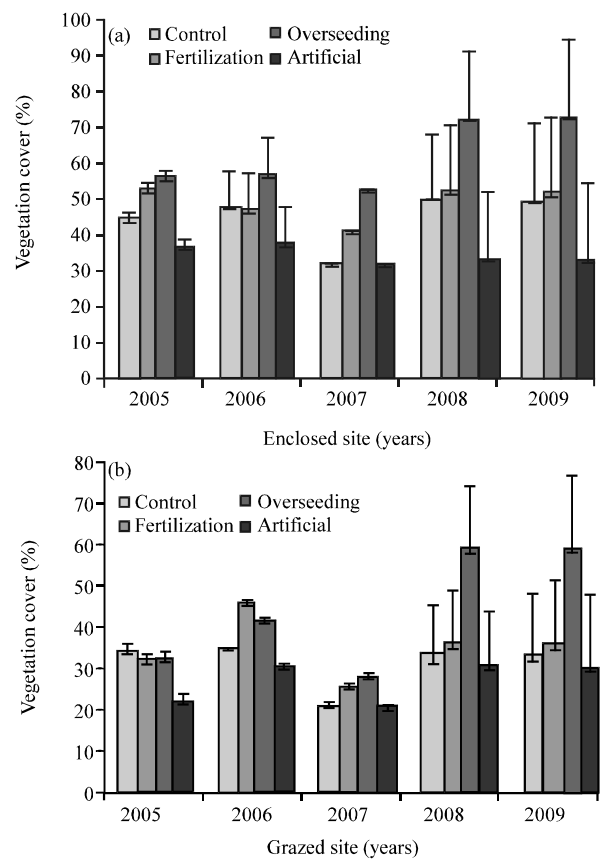 100
(a)
Control
Overseeding
90
Fertilization
Artificial
80
70
60
50
40
30
20
10
0
Vegetation cover (%)
2005 2006 2007 2008 2009
Enclosed site (years)
80
(b)
Control
Overseeding
70
Fertilization
Artificial
60
50
40
30
20
10
0
Vegetation cover (%)
2005 2006 2007 2008 2009
Grazed site (years)